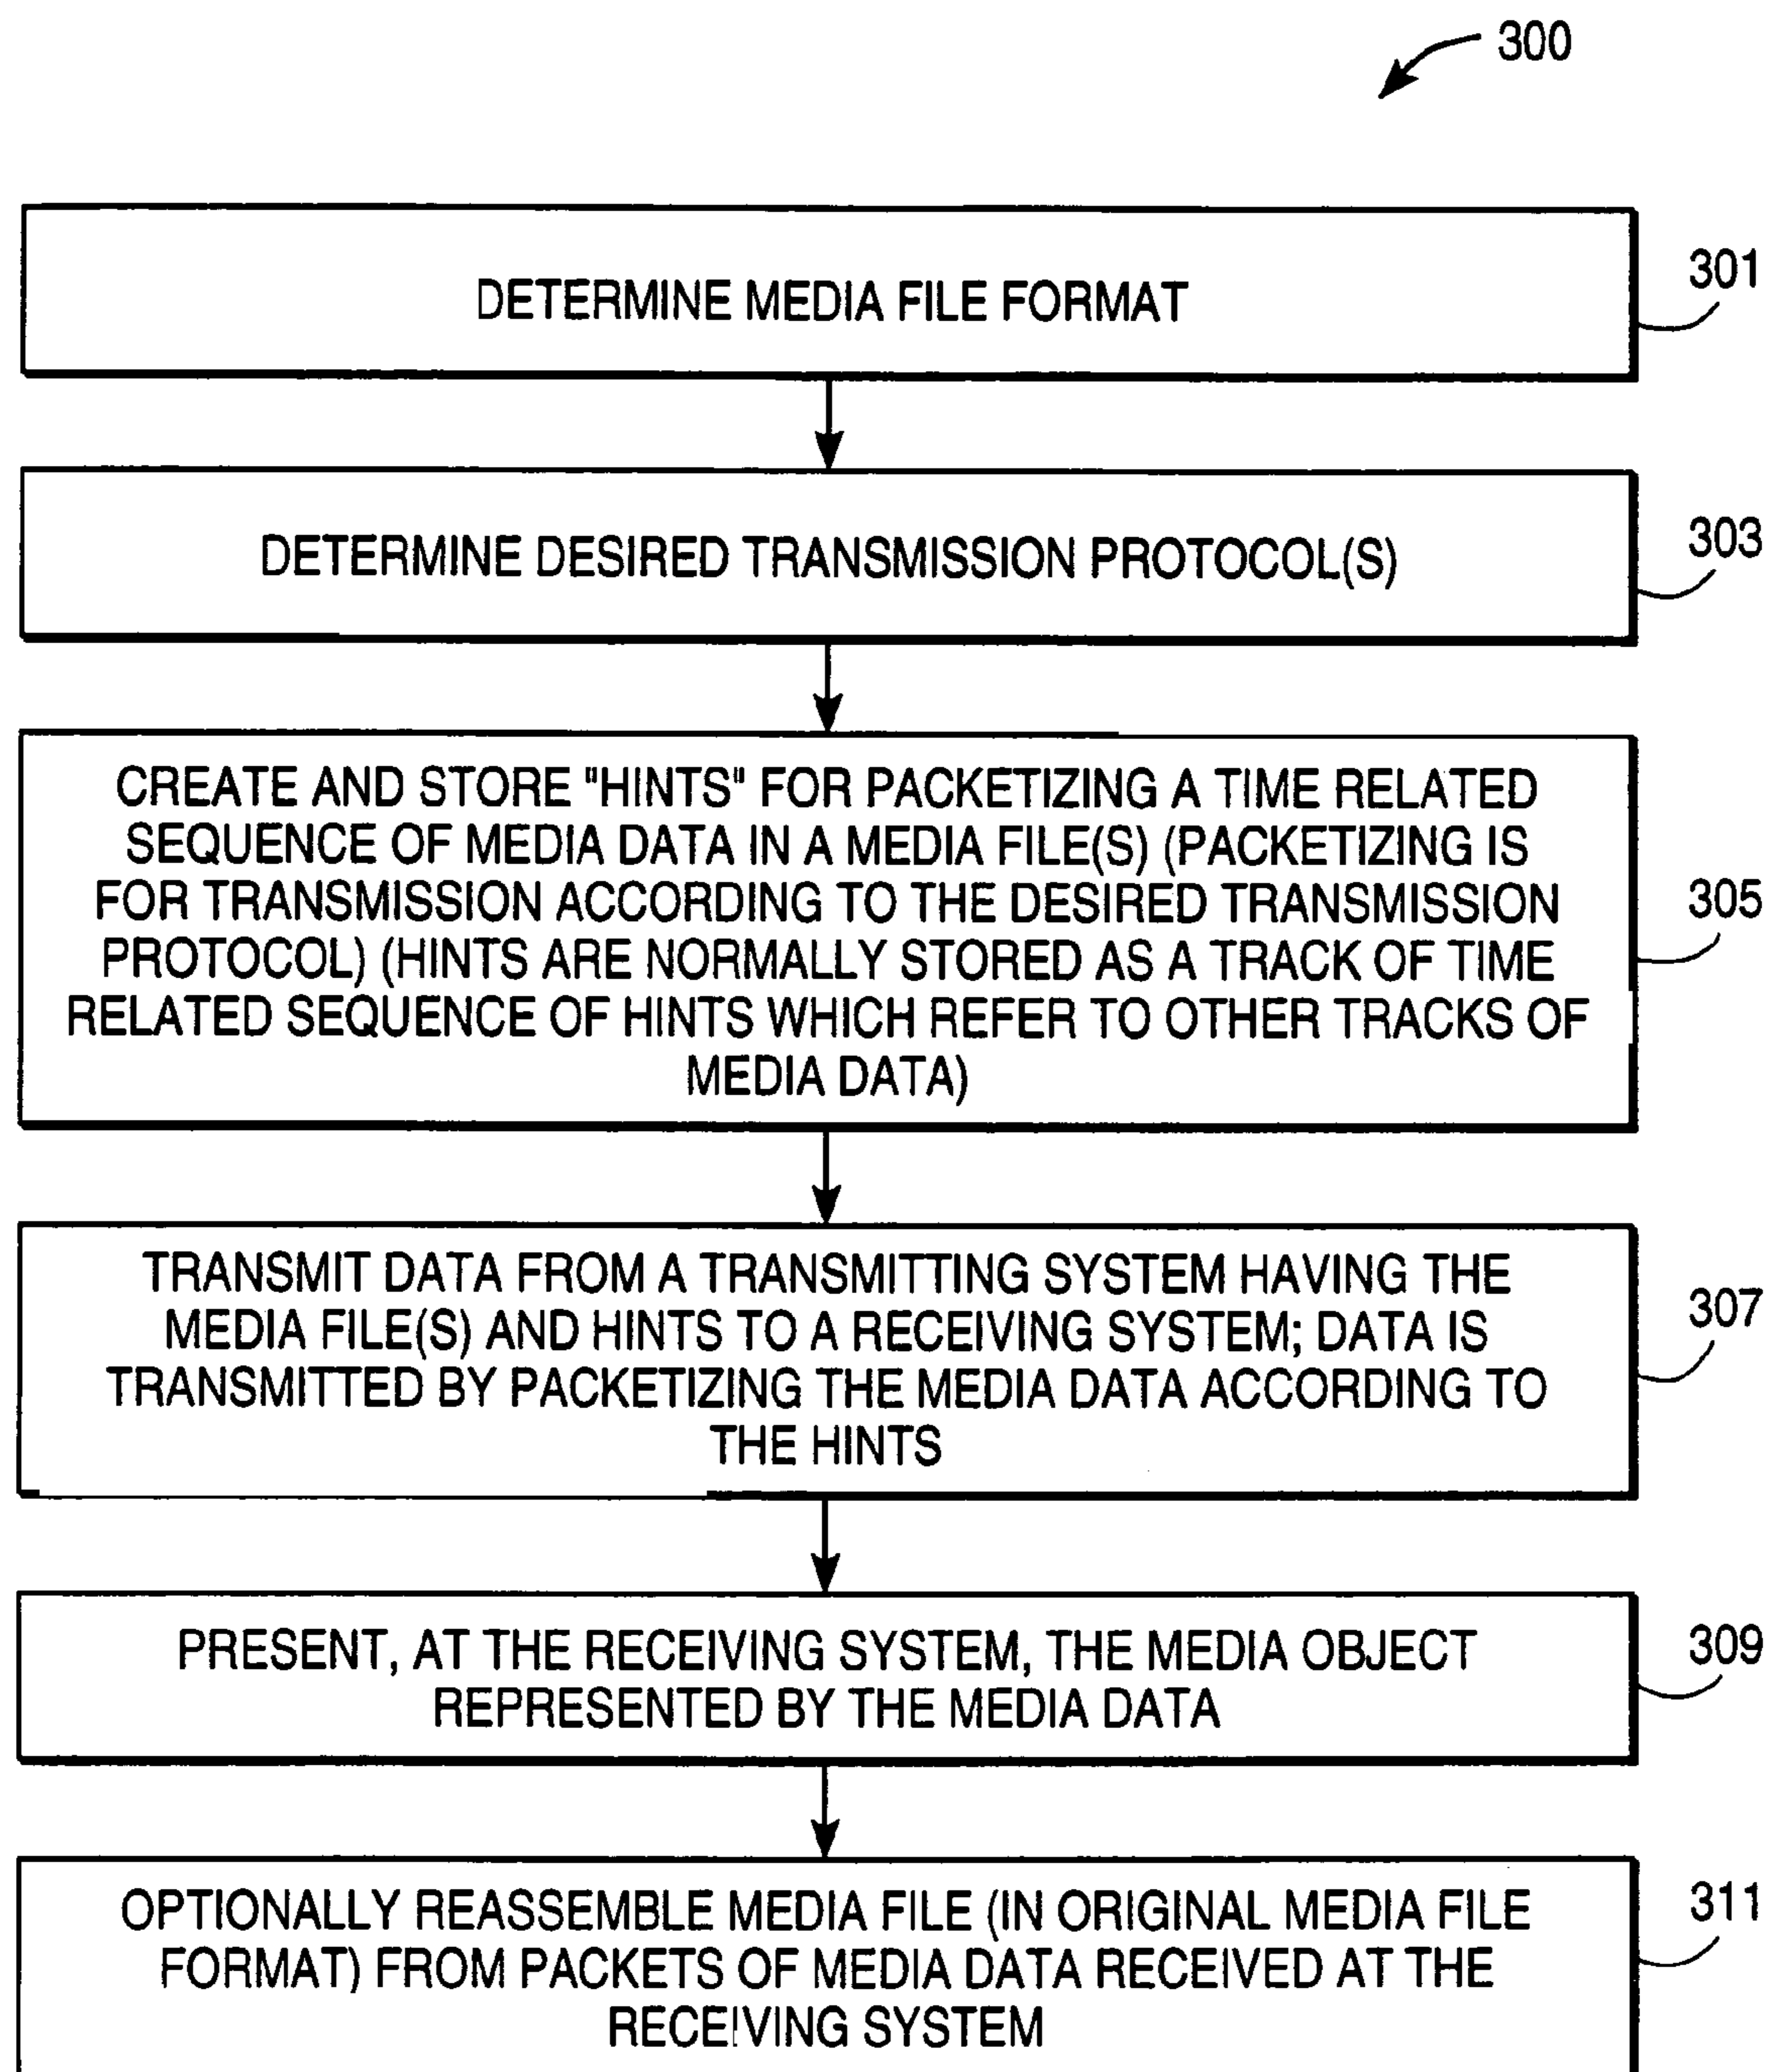 300
DETERMINE MEDIA FILE FORMAT
301
DETERMINE DESIRED TRANSMISSION PROTOCOL(S)
303
CREATE AND STORE "HINTS" FOR PACKETIZING A TIME RELATED
SEQUENCE OF MEDIA DATA IN A MEDIA FILE(S) (PACKETIZING IS
FOR TRANSMISSION ACCORDING TO THE DESIRED TRANSMISSION
PROTOCOL) (HINTS ARE NORMALLY STORED AS A TRACK OF TIME
RELATED SEQUENCE OF HINTS WHICH REFER TO OTHER TRACKS OF
MEDIA DATA)
305
TRANSMIT DATA FROM A TRANSMITTING SYSTEM HAVING THE
MEDIA FILE(S) AND HINTS TO A RECEIVING SYSTEM; DATA IS
TRANSMITTED BY PACKETIZING THE MEDIA DATA ACCORDING TO
THE HINTS
307
PRESENT, AT THE RECEIVING SYSTEM, THE MEDIA OBJECT
REPRESENTED BY THE MEDIA DATA
309
OPTIONALLY REASSEMBLE MEDIA FILE (IN ORIGINAL MEDIA FILE
FORMAT) FROM PACKETS OF MEDIA DATA RECEIVED AT THE
RECEIVING SYSTEM
311